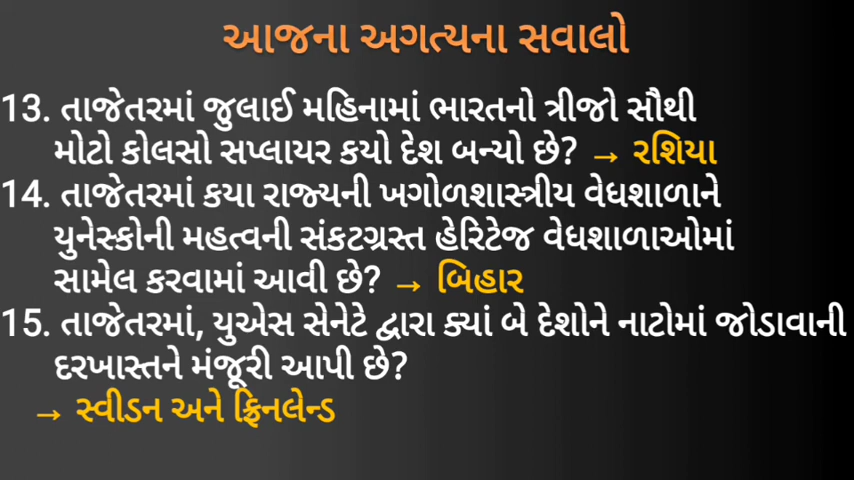 આજના અગત્યના સવાલો
13. તાજેતરમાં જુલાઈ મહિનામાં ભારતનો ત્રીજો સૌથી
મોટો કોલસો સપ્લાયર કયો દેશ બન્યો છે? → રશિયા
14. તાજેતરમાં કયા રાજ્યની ખગોળશાસ્ત્રીય વેધશાળાને
યુનેસ્કોની મહત્વની સંકટગ્રસ્ત હેરિટેજ વેધશાળાઓમાં
સામેલ કરવામાં આવી છે? → બિહાર
15. તાજેતરમાં, યુએસ સેનેટે દ્વારા ક્યાં બે દેશોને નાટોમાં જોડાવાની
દરખાસ્તને મંજૂરી આપી છે?
→ સ્વીડન અને ફ્રિનલેન્ડ